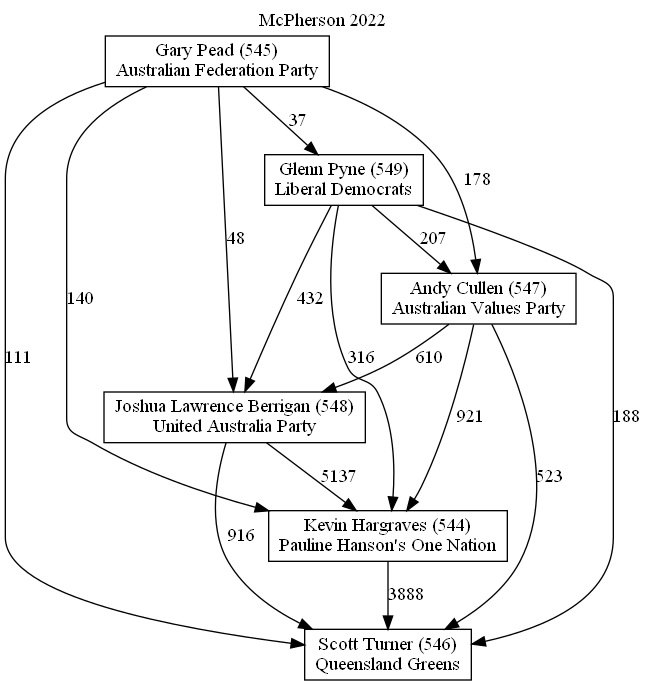 McPherson 2022
Gary Pead (545)
Australian Federation Party
37
Glenn Pyne (549)
Liberal Democrats
178
48
432
207
140
Andy Cullen (547)
Australian Values Party
111
316
610
Joshua Lawrence Berrigan (548)
United Australia Party
921
188
5137
523
916
Kevin Hargraves (544)
Pauline Hanson's One Nation
3888
Scott Turner (546)
Queensland Greens